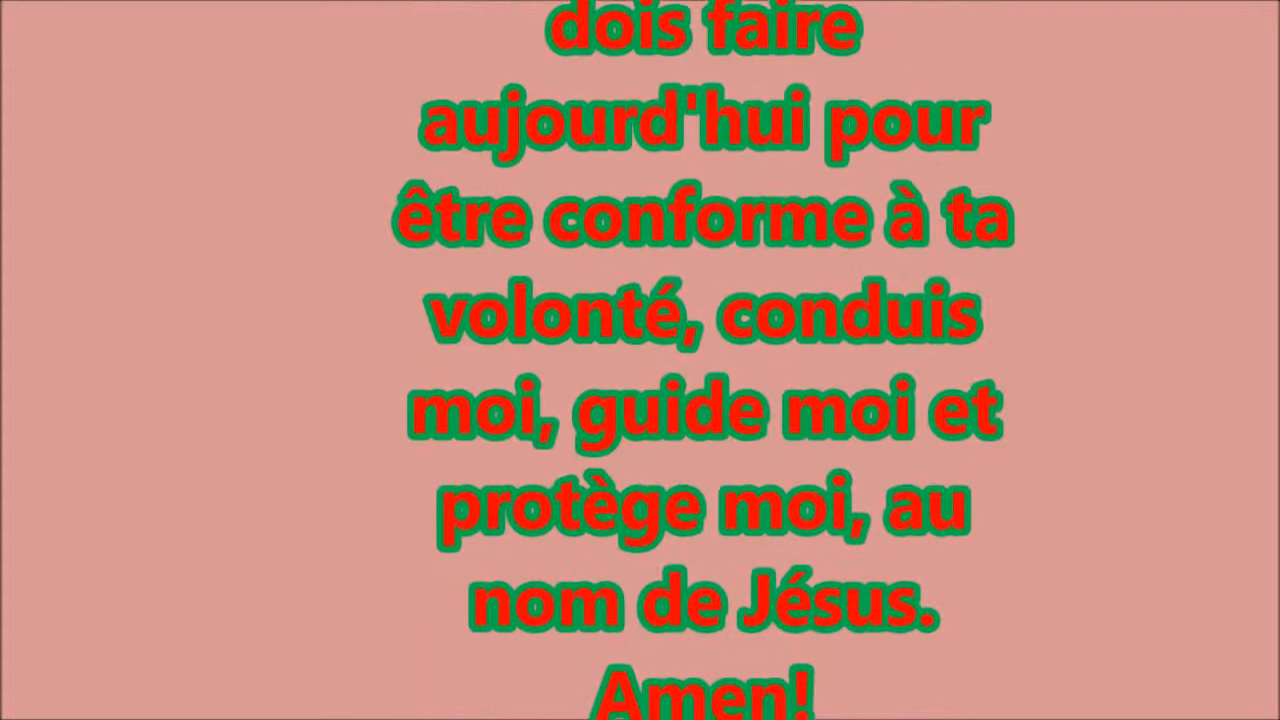 dois faire
aujourd'hui pour
être conforme à ta
volonté, conduis
moi, guide moi et
protège moi, au
nom de Jésus.
Amen!